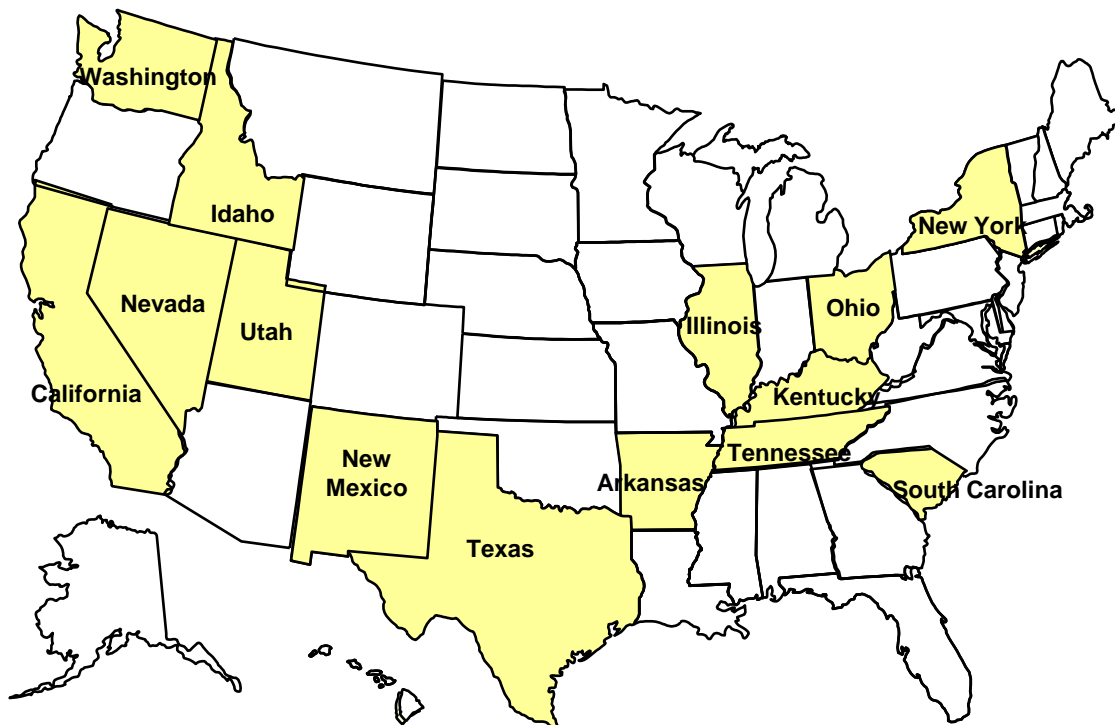 Washington
Idaho
New York
Nevada
Utah
Illinois
Ohio
California
Kentucky
Tennessee
New
Mexico
Arkansas
South Carolina
Texas